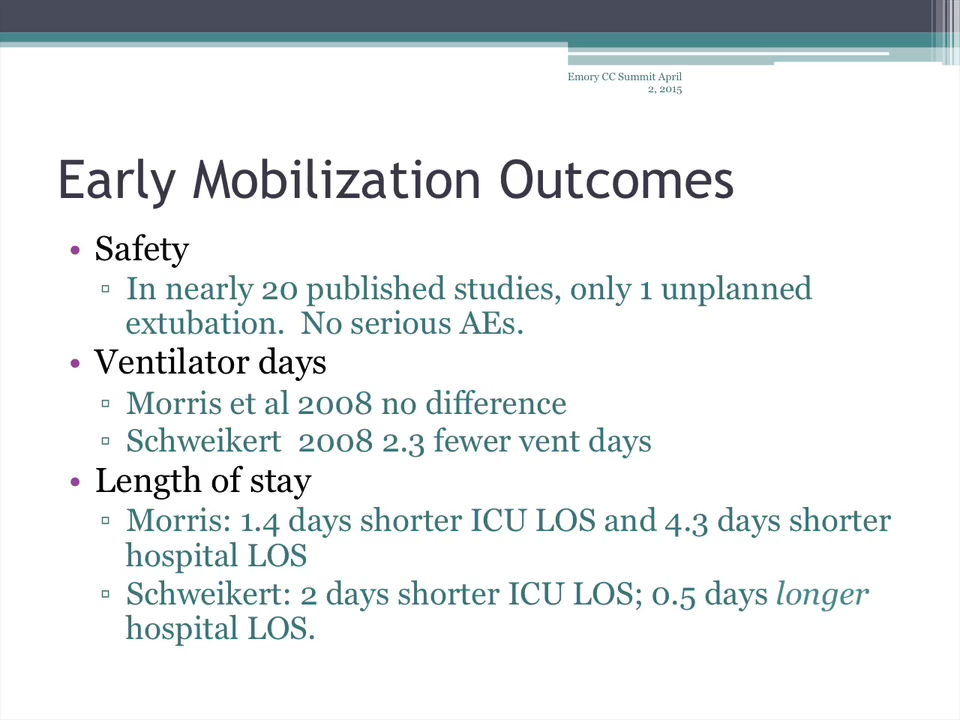 Emory CC Summit April
2, 2015
Early Mobilization Outcomes
• Safety
▫ In nearly 20 published studies, only 1 unplanned
extubation.  No serious AEs.
• Ventilator days
▫ Morris et al 2008 no difference
▫ Schweikert  2008 2.3 fewer vent days
• Length of stay
▫ Morris: 1.4 days shorter ICU LOS and 4.3 days shorter
hospital LOS
▫ Schweikert: 2 days shorter ICU LOS; 0.5 days longer
hospital LOS.